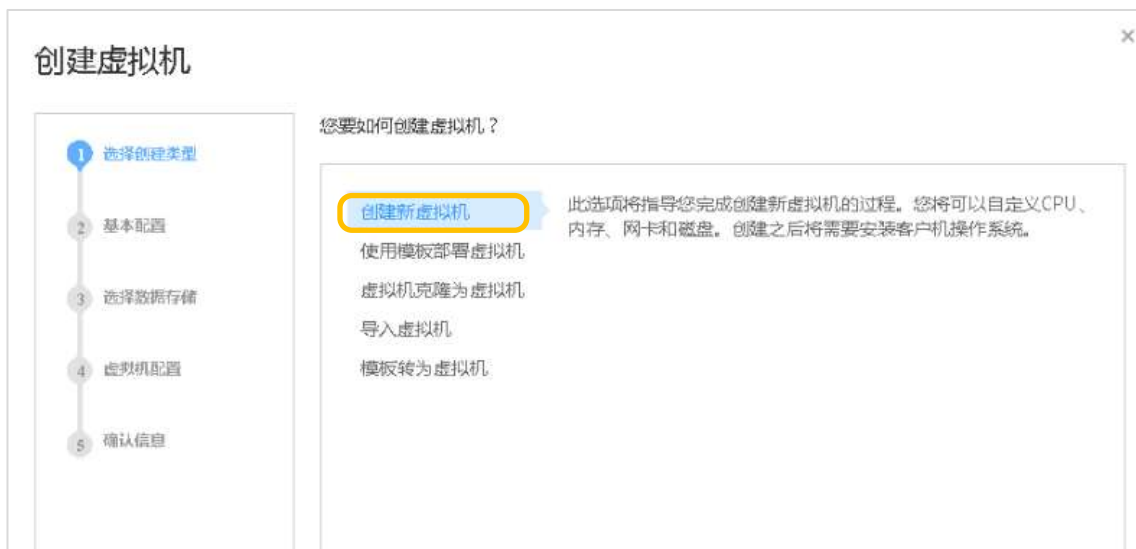 创建虚拟机
×
1 选择创建类型
2 基本配置
3 选择数据存储
4 虚拟机配置
5 确认信息
您要如何创建虚拟机？
创建新虚拟机
使用模板部署虚拟机
虚拟机克隆为虚拟机
导入虚拟机
模板转为虚拟机
此选项将指导您完成创建新虚拟机的过程。您将可以自定义CPU、
内存、网卡和磁盘。创建之后将需要安装客户机操作系统。